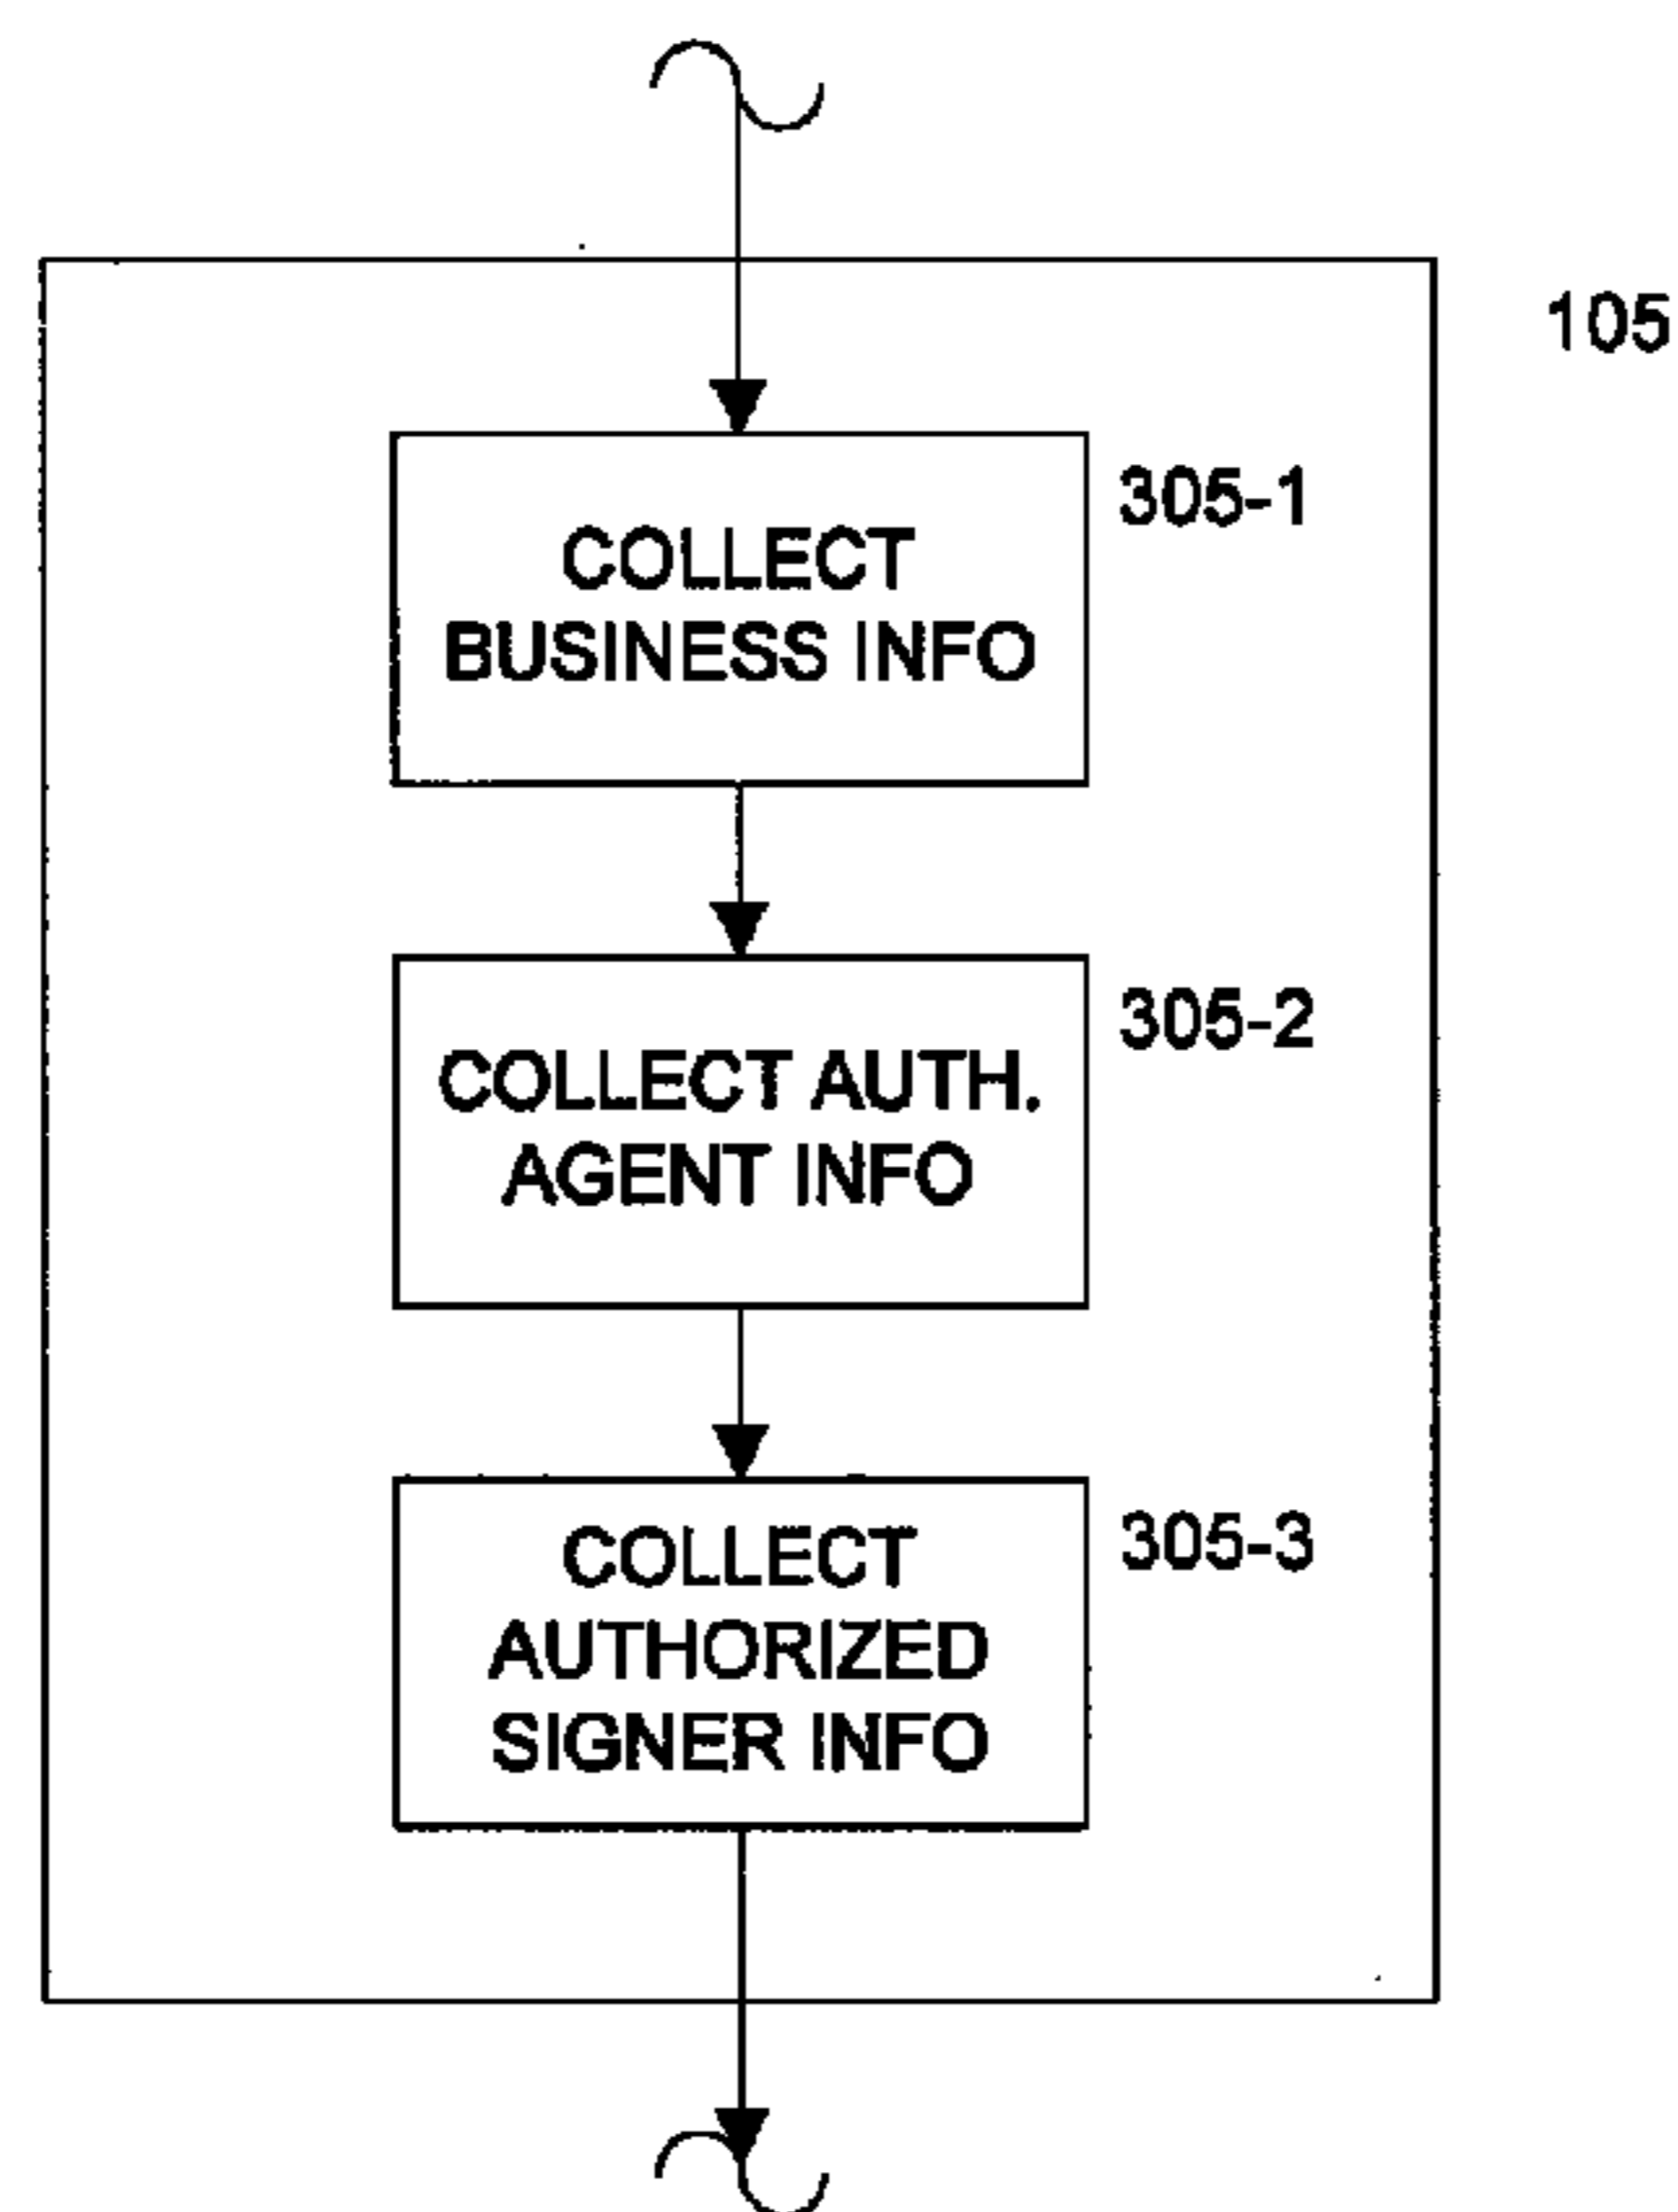 105
305-1
COLLECT
BUSINESS INFO
305-2
COLLECT AUTH.
AGENT INFO
305-3
COLLECT
AUTHORIZED
SIGNER INFO